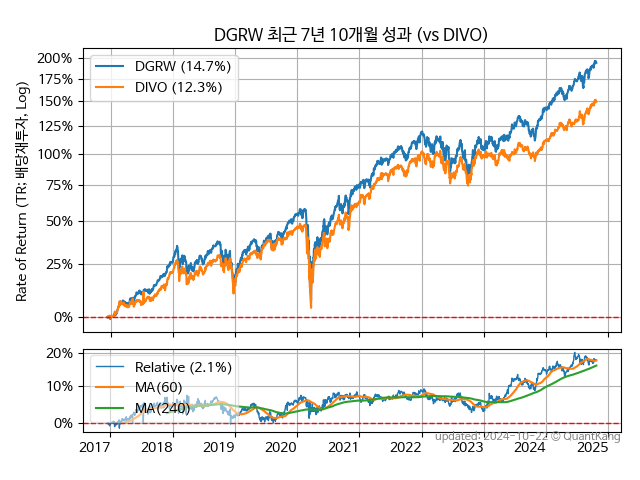 DGRW 최근 7년 10개월 성과 (vs DIVO)
Rate of Return (TR; 배당재투자, Log)
200%
175%
150%
125%
100%
75%
50%
25%
0%
DGRW (14.7%)
DIVO (12.3%)
20%
10%
0%
Relative (2.1%)
MA(60)
MA(240)
2017 2018 2019 2020 2021 2022 2023 2024 2025
updated: 2024-10-22 © QuantKang